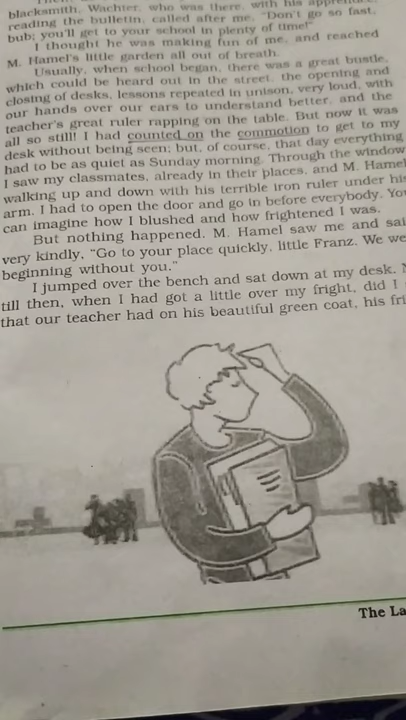 blacksmith, Wachter, who was there, with his
reading the bulletin, called after me, "Don't go so fast,
bub; you'll get to your school in plenty of time!"
I thought he was making fun of me, and reached
M. Hamel's little garden all out of breath.
Usually, when school began, there was a great bustle,
which could be heard out in the street, the opening and
closing of desks, lessons repeated in unison, very loud, with
our hands over our ears to understand better, and the
teacher's great ruler rapping on the table. But now it was
all so still! I had counted on the commotion to get to my
desk without being seen; but, of course, that day everything
had to be as quiet as Sunday morning. Through the window
I saw my classmates, already in their places, and M. Hamel
walking up and down with his terrible iron ruler under his
arm. I had to open the door and go in before everybody. You
can imagine how I blushed and how frightened I was.
But nothing happened. M. Hamel saw me and sai
very kindly, "Go to your place quickly, little Franz. We we
beginning without you."
I jumped over the bench and sat down at my desk. N
till then, when I had got a little over my fright, did I
that our teacher had on his beautiful green coat, his fri
The La